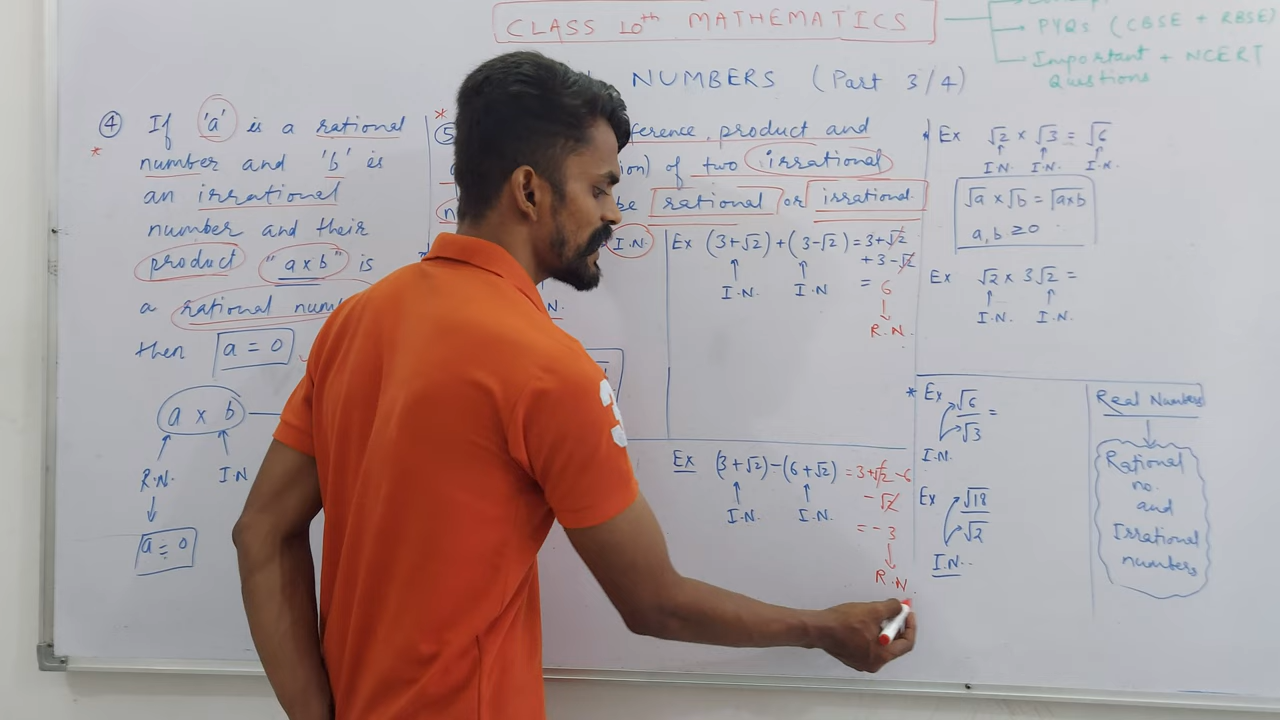 CLASS 10th MATHEMATICS
PYQs (CBSE + RBSE)
Important + NCERT
Quistions
NUMBERS (Part 3/4)
④ If 'a' is a rational
number and 'b' is
an irrational
number and their
product "a x b" is
a rational num
then a = 0
a x b
R.N. I.N
a = 0
⑤
ference, product and
ion) of two irrational
be rational or irrational.
I.N.
N.
Ex (3+√2) + (3-√2) = 3+√2
+ 3-√2
I.N. I.N
= 6
R.N.
Ex (3+√2) - (6+√2) = 3+√2 -6
-√2
I.N. I.N.
= -3
R.N.
Ex √2 x √3 = √6
I.N. I.N. I.N.
√a x √b = √axb
a, b ≥ 0
Ex √2 x 3√2 =
I.N. I.N.
* Ex √6/√3 =
I.N.
Ex √18/√2
I.N.
Real Numbers
Rational
no.
and
Irrational
numbers
3